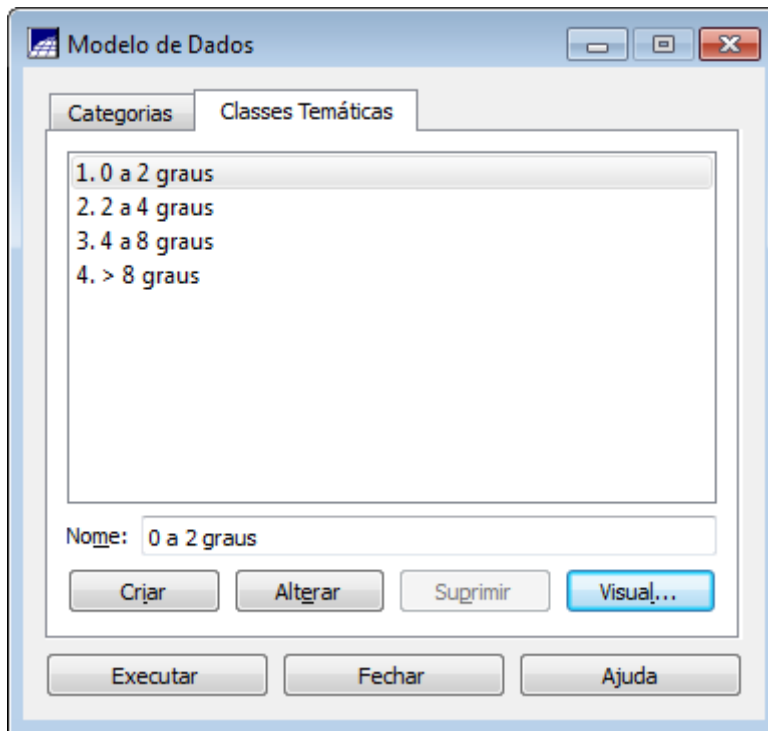 Modelo de Dados
Categorias Classes Temáticas
1. 0 a 2 graus
2. 2 a 4 graus
3. 4 a 8 graus
4. > 8 graus
Nome: 0 a 2 graus
Criar Alterar Suprimir Visual...
Executar Fechar Ajuda